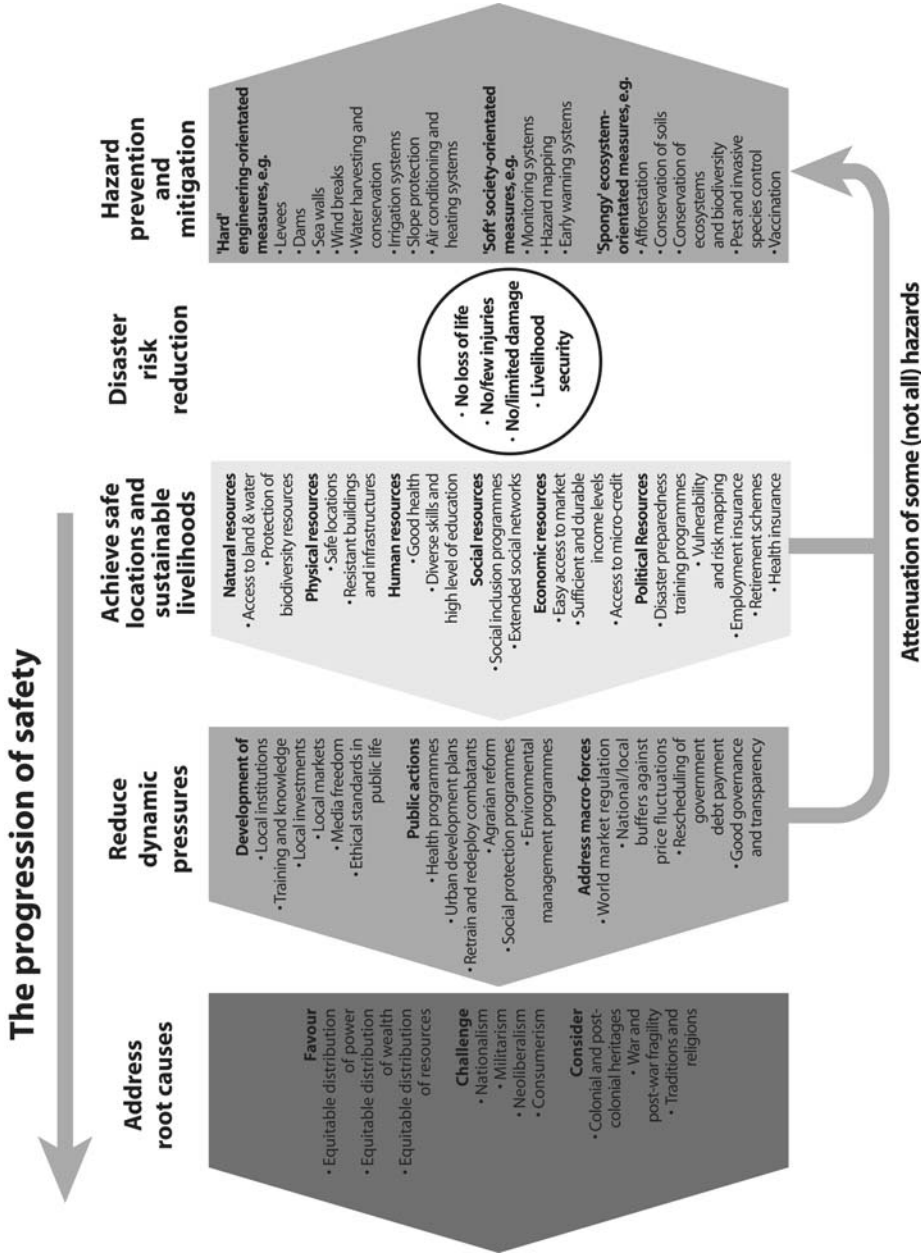 The progression of safety
Address
root causes
Favour
• Equitable distribution
of power
• Equitable distribution
of wealth
• Equitable distribution
of resources
Challenge
• Nationalism
• Militarism
• Neoliberalism
• Consumerism
Consider
• Colonial and post-
colonial heritages
• War and
post-war fragility
• Traditions and
religions
Reduce
dynamic
pressures
Development of
• Local institutions
• Training and knowledge
• Local investments
• Local markets
• Media freedom
• Ethical standards in
public life
Public actions
• Health programmes
• Urban development plans
• Retrain and redeploy combatants
• Agrarian reform
• Social protection programmes
• Environmental
management programmes
Address macro-forces
• World market regulation
• National/local
buffers against
price fluctuations
• Rescheduling of
government
debt payment
• Good governance
and transparency
Achieve safe
locations and
sustainable
livelihoods
Natural resources
• Access to land & water
• Protection of
biodiversity resources
Physical resources
• Safe locations
• Resistant buildings
and infrastructures
Human resources
• Good health
• Diverse skills and
high level of education
Social resources
• Social inclusion programmes
• Extended social networks
Economic resources
• Easy access to market
• Sufficient and durable
income levels
• Access to micro-credit
Political Resources
• Disaster preparedness
training programmes
• Vulnerability
and risk mapping
• Employment insurance
• Retirement schemes
• Health insurance
Disaster
risk
reduction
• No loss of life
• No/few injuries
• No/limited damage
• Livelihood
security
Hazard
prevention
and
mitigation
'Hard'
engineering-orientated
measures, e.g.
• Levees
• Dams
• Sea walls
• Wind breaks
• Water harvesting and
conservation
• Irrigation systems
• Slope protection
• Air conditioning and
heating systems
'Soft' society-orientated
measures, e.g.
• Monitoring systems
• Hazard mapping
• Early warning systems
'Spongy' ecosystem-
orientated measures, e.g.
• Afforestation
• Conservation of soils
• Conservation of
ecosystems
and biodiversity
• Pest and invasive
species control
• Vaccination
Attenuation of some (not all) hazards